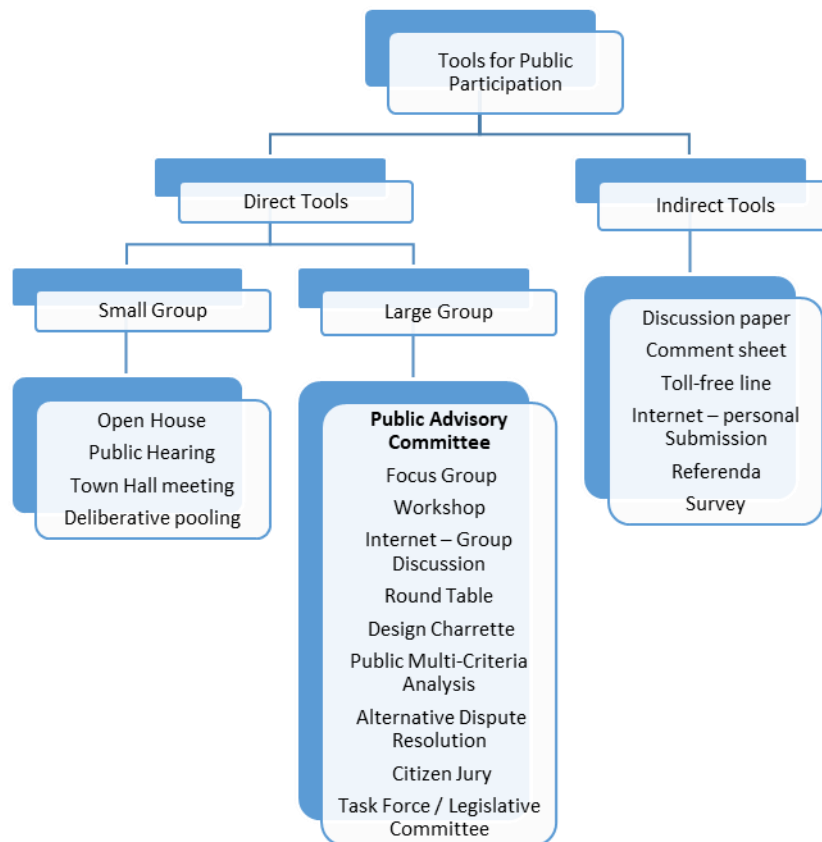 Tools for Public
Participation
Direct Tools
Indirect Tools
Small Group
Large Group
Open House
Public Hearing
Town Hall meeting
Deliberative pooling
Public Advisory
Committee
Focus Group
Workshop
Internet – Group
Discussion
Round Table
Design Charrette
Public Multi-Criteria
Analysis
Alternative Dispute
Resolution
Citizen Jury
Task Force / Legislative
Committee
Discussion paper
Comment sheet
Toll-free line
Internet – personal
Submission
Referenda
Survey